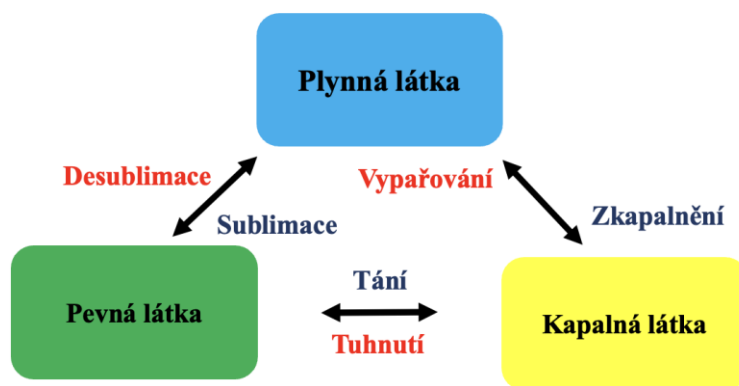 Plynná látka
Desublimace
Vypařování
Sublimace
Zkapalnění
Tání
Pevná látka
Kapalná látka
Tuhnutí